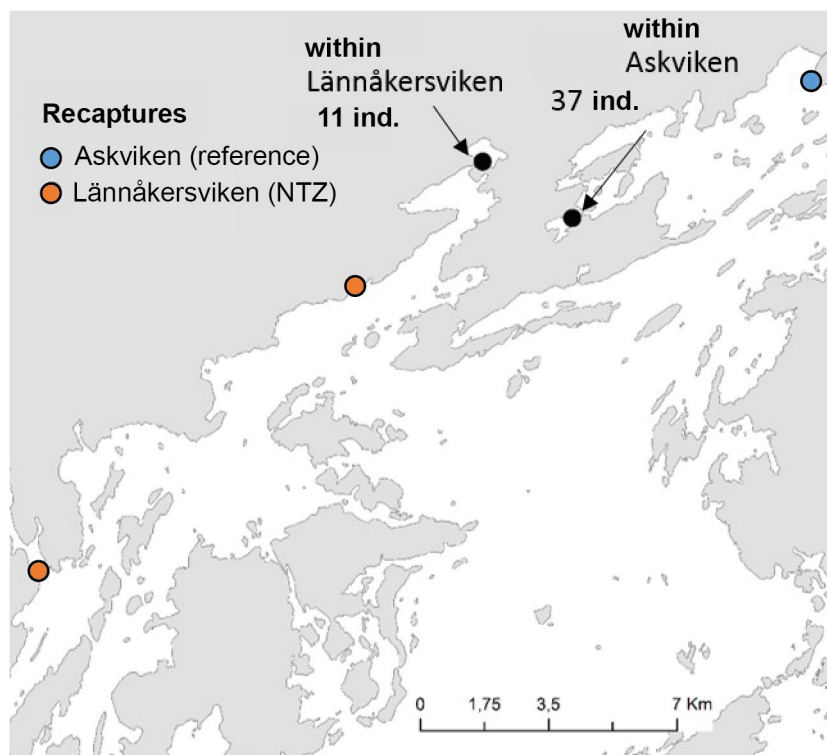 within
Lännåkersviken
11 ind.
within
Askviken
37 ind.
Recaptures
Askviken (reference)
Lännåkersviken (NTZ)
0 1,75 3,5 7 Km